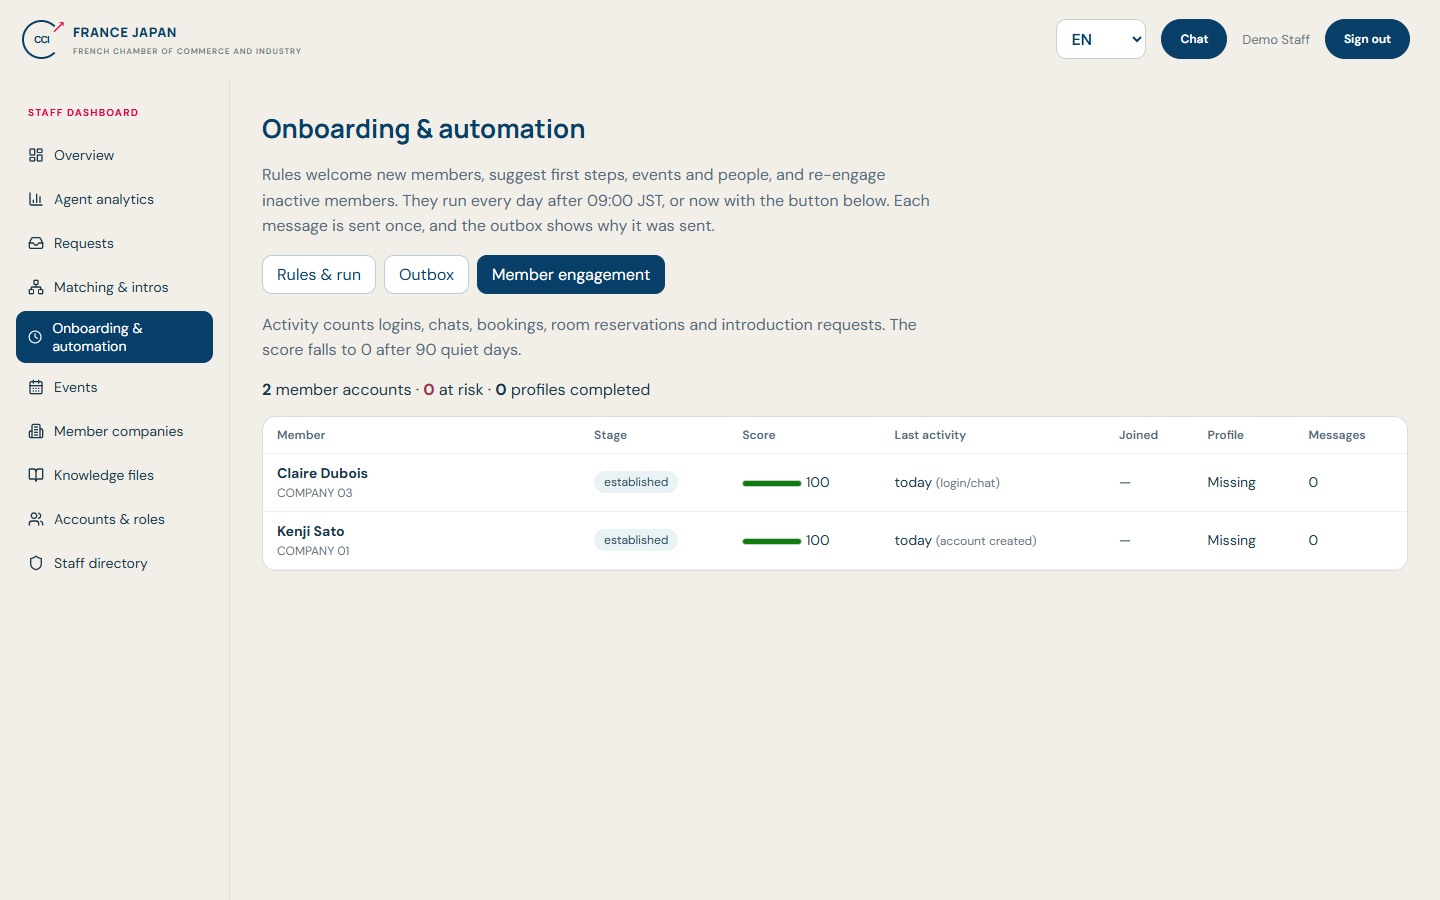 CCI
FRANCE JAPAN
FRENCH CHAMBER OF COMMERCE AND INDUSTRY
EN
Chat
Demo Staff
Sign out
STAFF DASHBOARD
Overview
Agent analytics
Requests
Matching & intros
Onboarding &
automation
Events
Member companies
Knowledge files
Accounts & roles
Staff directory
Onboarding & automation
Rules welcome new members, suggest first steps, events and people, and re-engage
inactive members. They run every day after 09:00 JST, or now with the button below. Each
message is sent once, and the outbox shows why it was sent.
Rules & run
Outbox
Member engagement
Activity counts logins, chats, bookings, room reservations and introduction requests. The
score falls to 0 after 90 quiet days.
2 member accounts · 0 at risk · 0 profiles completed
Member Stage Score Last activity Joined Profile Messages
Claire Dubois
COMPANY 03
established 100 today (login/chat) — Missing 0
Kenji Sato
COMPANY 01
established 100 today (account created) — Missing 0